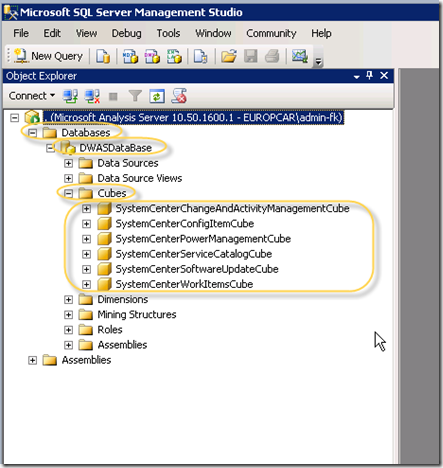 Microsoft SQL Server Management Studio
File Edit View Debug Tools Window Community Help
New Query
Object Explorer
Connect
. (Microsoft Analysis Server 10.50.1600.1 - EUROPCAR\admin-fk)
Databases
DWASDataBase
Data Sources
Data Source Views
Cubes
SystemCenterChangeAndActivityManagementCube
SystemCenterConfigItemCube
SystemCenterPowerManagementCube
SystemCenterServiceCatalogCube
SystemCenterSoftwareUpdateCube
SystemCenterWorkItemsCube
Dimensions
Mining Structures
Roles
Assemblies
Assemblies